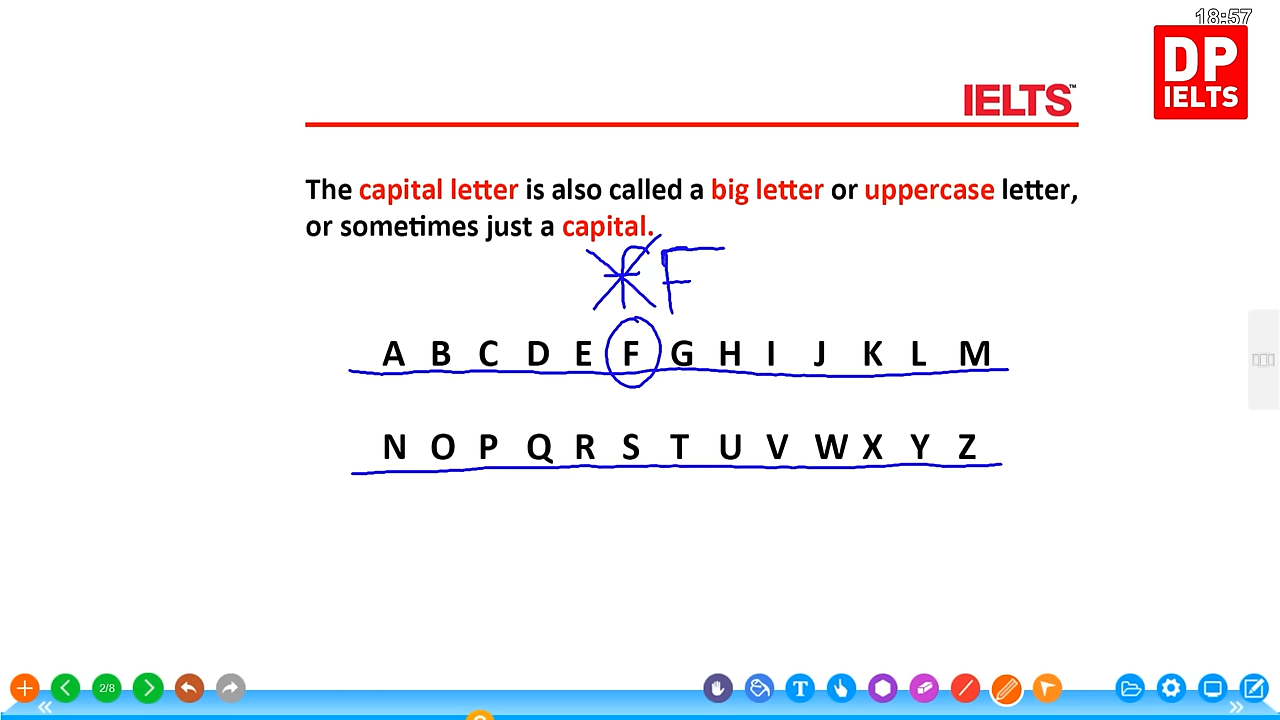 18:57
DP
IELTS
IELTS™
The capital letter is also called a big letter or uppercase letter,
or sometimes just a capital.
f F
A B C D E F G H I J K L M
N O P Q R S T U V W X Y Z
2/8
T